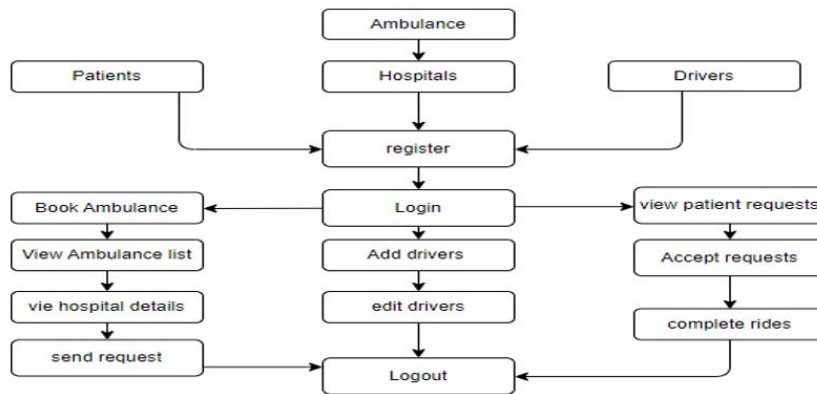 Ambulance
Patients
Hospitals
Drivers
register
Book Ambulance
Login
view patient requests
View Ambulance list
Add drivers
Accept requests
vie hospital details
edit drivers
complete rides
send request
Logout